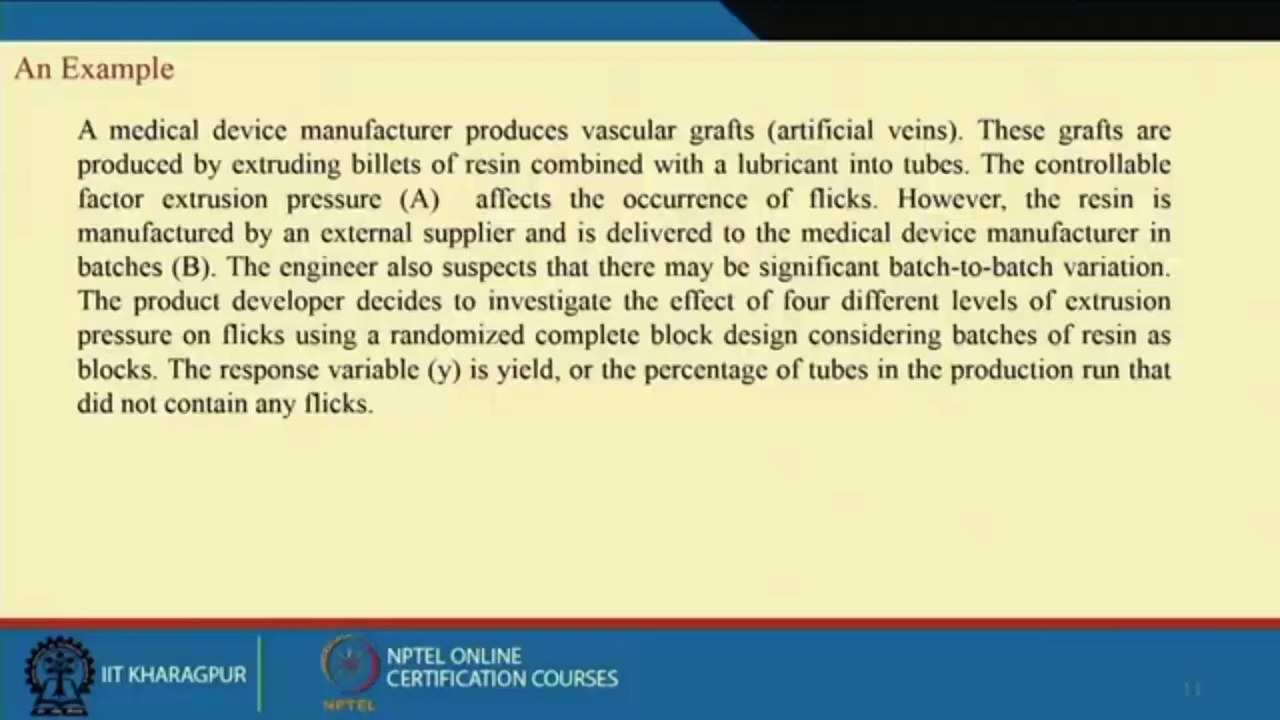 An Example
A medical device manufacturer produces vascular grafts (artificial veins). These grafts are
produced by extruding billets of resin combined with a lubricant into tubes. The controllable
factor extrusion pressure (A) affects the occurrence of flicks. However, the resin is
manufactured by an external supplier and is delivered to the medical device manufacturer in
batches (B). The engineer also suspects that there may be significant batch-to-batch variation.
The product developer decides to investigate the effect of four different levels of extrusion
pressure on flicks using a randomized complete block design considering batches of resin as
blocks. The response variable (y) is yield, or the percentage of tubes in the production run that
did not contain any flicks.
IIT KHARAGPUR
NPTEL
NPTEL ONLINE
CERTIFICATION COURSES
11